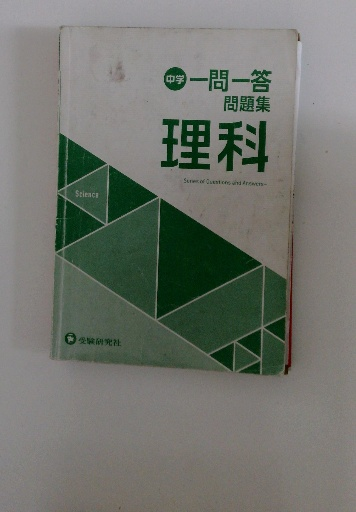 中学 一問一答
問題集
理科
-Series of Questions and Answers-
Science
受験研究社